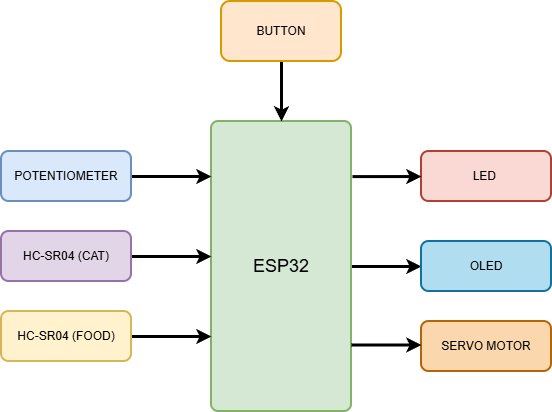 BUTTON
POTENTIOMETER
LED
HC-SR04 (CAT)
ESP32
OLED
HC-SR04 (FOOD)
SERVO MOTOR